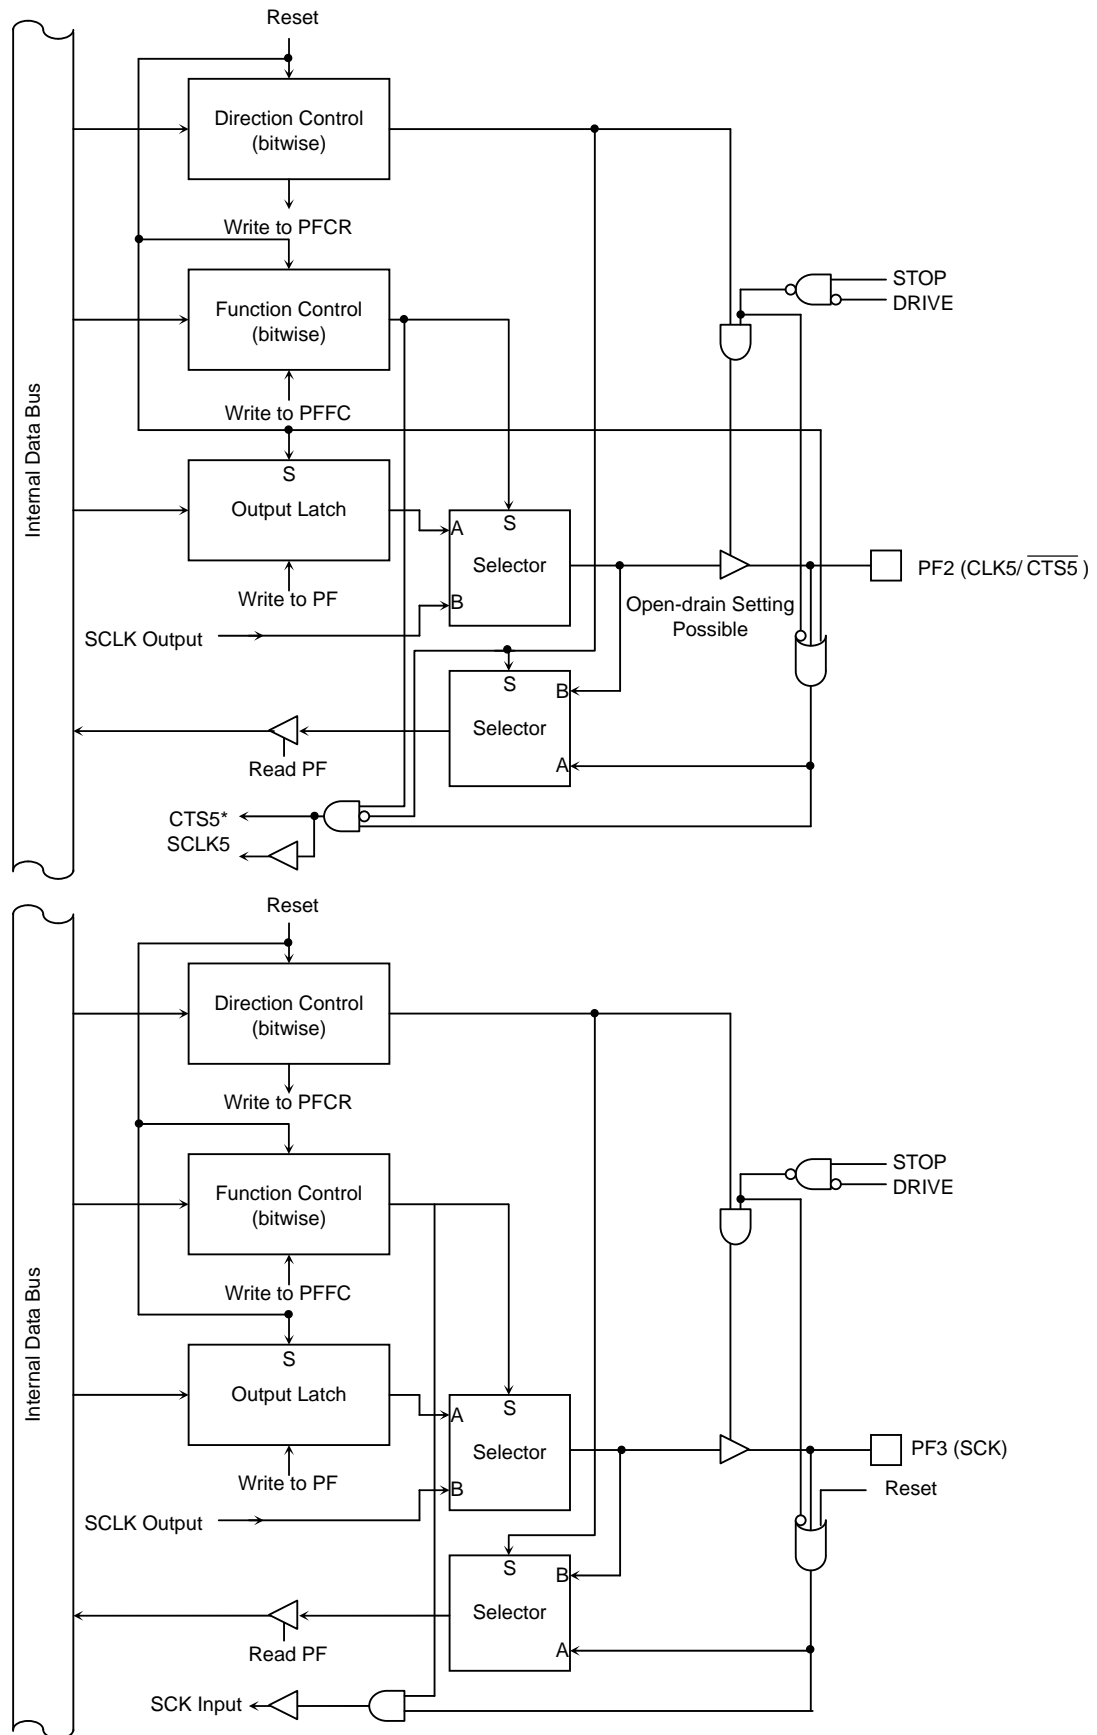 Reset
Direction Control
(bitwise)
Write to PFCR
STOP
DRIVE
Function Control
(bitwise)
Internal Data Bus
Write to PFFC
S
Output Latch
A
S
Selector
B
PF2 (CLK5/ CTS5 )
Write to PF
Open-drain Setting
Possible
SCLK Output
S
B
Selector
A
Read PF
CTS5*
SCLK5
Reset
Direction Control
(bitwise)
Write to PFCR
STOP
DRIVE
Function Control
(bitwise)
Internal Data Bus
Write to PFFC
S
Output Latch
A
S
Selector
B
PF3 (SCK)
Write to PF
Reset
SCLK Output
S
B
Selector
A
Read PF
SCK Input